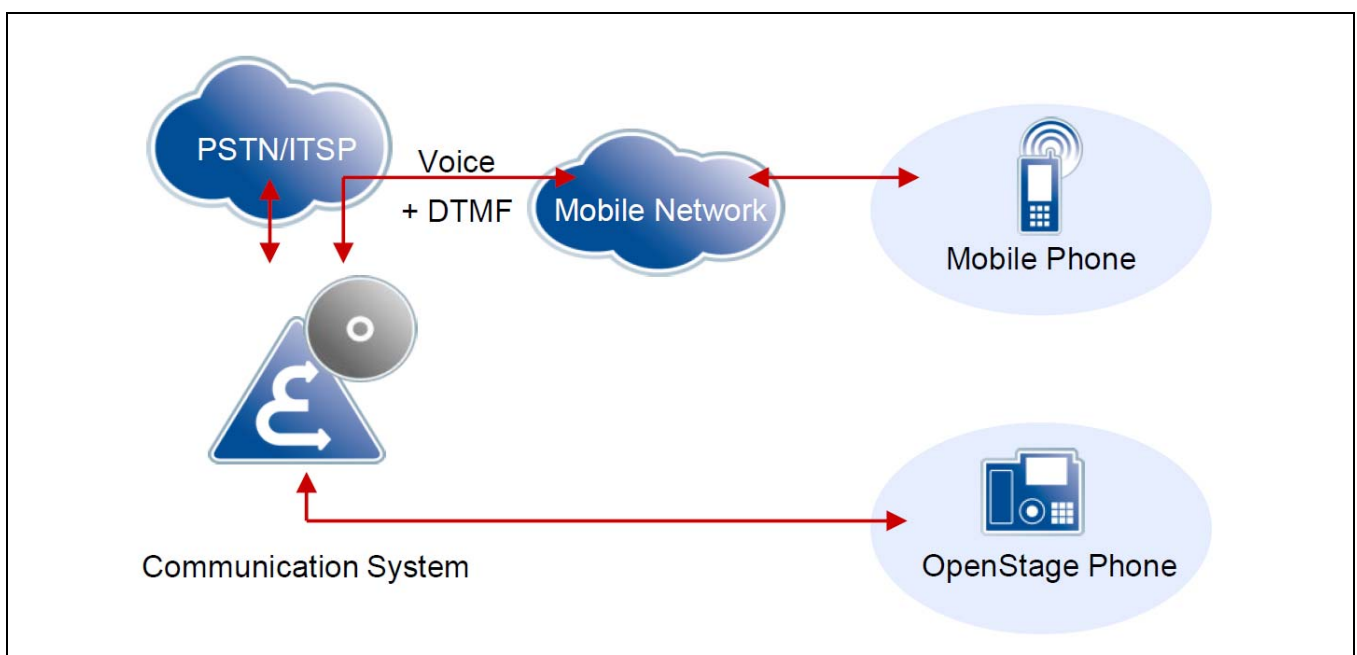 PSTN/ITSP
Voice
+ DTMF
Mobile Network
Mobile Phone
Communication System
OpenStage Phone